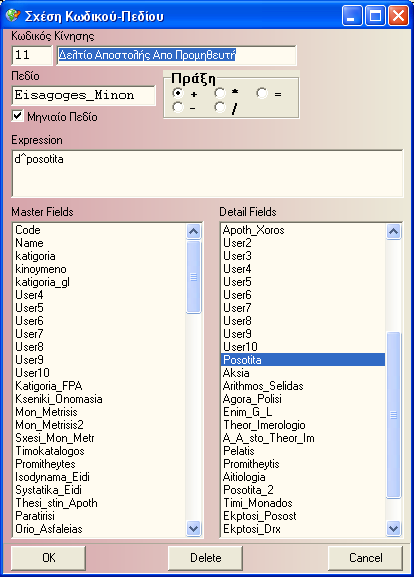 Σχέση Κωδικού-Πεδίου
Κωδικός Κίνησης
11 Δελτίο Αποστολής Απο Προμηθευτή
Πεδίο
Eisagoges_Minon
Μηνιαίο Πεδίο
Πράξη
+ * =
- /
Expression
d^posotita
Master Fields
Code
Name
katigoria
kinoymeno
katigoria_gl
User4
User5
User6
User7
User8
User9
User10
Katigoria_FPA
Kseniki_Onomasia
Mon_Metrisis
Mon_Metrisis2
Sxesi_Mon_Metr
Timokatalogos
Promitheytes
Isodynama_Eidi
Systatika_Eidi
Thesi_stin_Apoth
Paratirisi
Orio_Asfaleias
Detail Fields
Apoth_Xoros
User2
User3
User4
User5
User6
User7
User8
User9
User10
Posotita
Aksia
Arithmos_Selidas
Agora_Polisi
Enim_G_L
Theor_Imerologio
A_A_sto_Theor_Im
Pelatis
Promitheytis
Aitiologia
Posotita_2
Timi_Monados
Ekptosi_Posost
Ekptosi_Drx
OK Delete Cancel